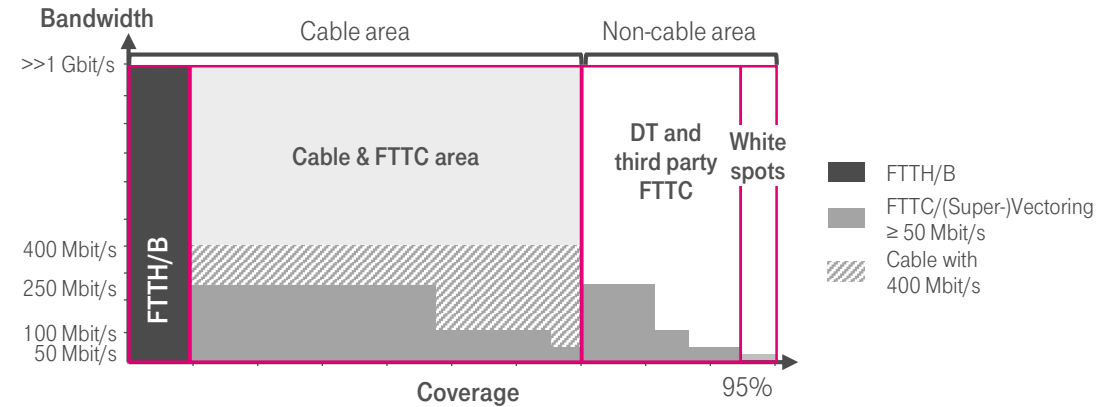 Bandwidth
Cable area
Non-cable area
>>1 Gbit/s
Cable & FTTC area
DT and
third party
FTTC
White
spots
FTTH/B
400 Mbit/s
250 Mbit/s
100 Mbit/s
50 Mbit/s
Coverage
95%
FTTH/B
FTTC/(Super-)Vectoring
≥ 50 Mbit/s
Cable with
400 Mbit/s